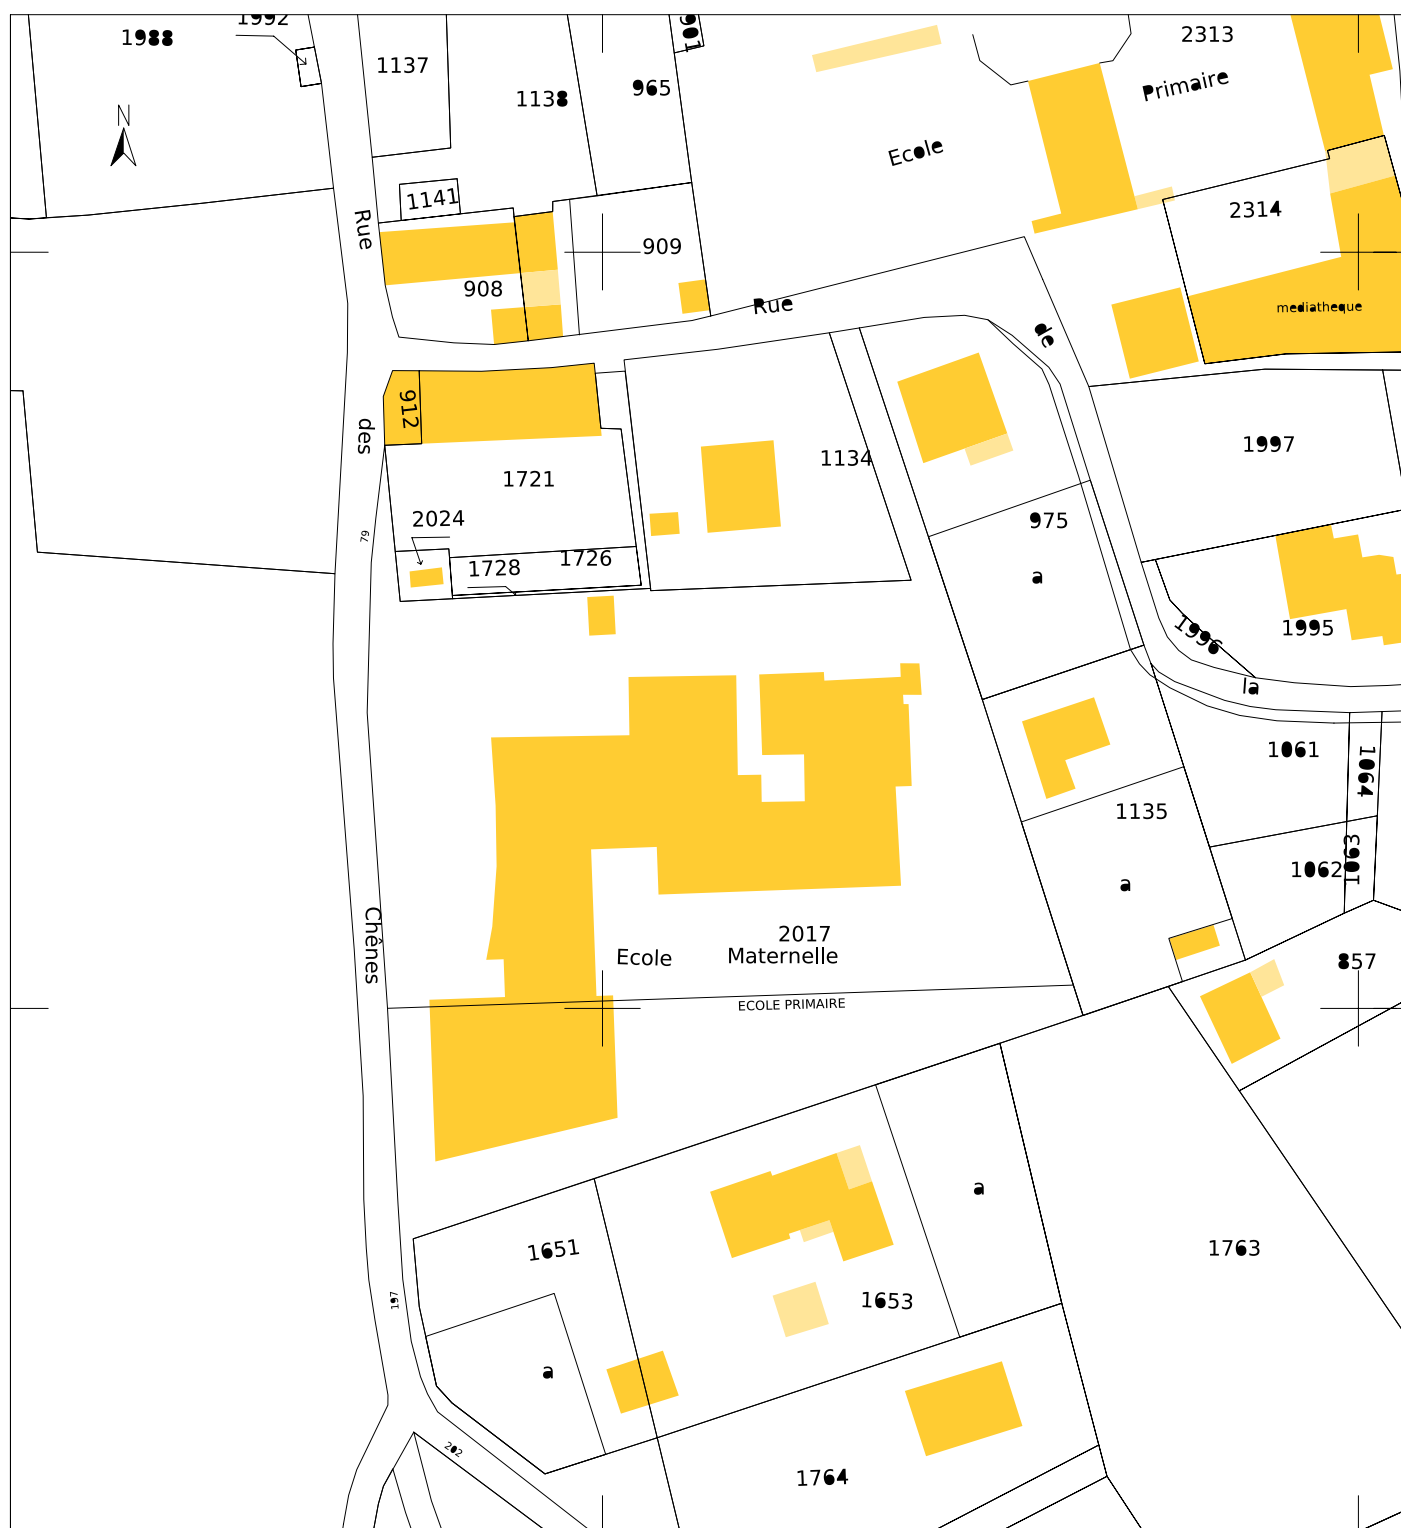 1992
1988
901
2313
1137
965
1138
Primaire
N
Ecole
1141
2314
Rue
909
908
Rue
mediatheque
de
912
des
1997
1134
1721
2024
975
79
1726
1728
a
1996
1995
la
1061
1064
1135
1063
1062
a
Chênes
2017
Ecole Maternelle
857
ECOLE PRIMAIRE
a
1651
1763
197
1653
a
202
1764